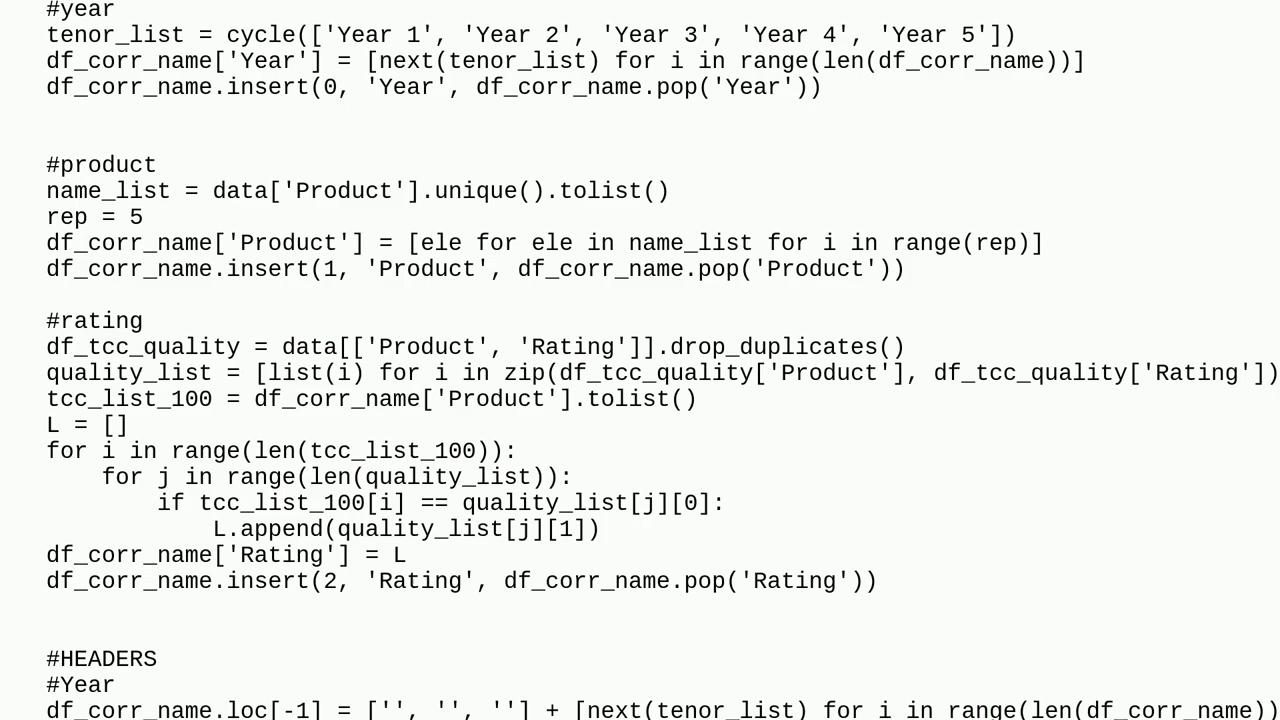 #year
tenor_list = cycle(['Year 1', 'Year 2', 'Year 3', 'Year 4', 'Year 5'])
df_corr_name['Year'] = [next(tenor_list) for i in range(len(df_corr_name))]
df_corr_name.insert(0, 'Year', df_corr_name.pop('Year'))
#product
name_list = data['Product'].unique().tolist()
rep = 5
df_corr_name['Product'] = [ele for ele in name_list for i in range(rep)]
df_corr_name.insert(1, 'Product', df_corr_name.pop('Product'))
#rating
df_tcc_quality = data[['Product', 'Rating']].drop_duplicates()
quality_list = [list(i) for i in zip(df_tcc_quality['Product'], df_tcc_quality['Rating'])
tcc_list_100 = df_corr_name['Product'].tolist()
L = []
for i in range(len(tcc_list_100)):
    for j in range(len(quality_list)):
        if tcc_list_100[i] == quality_list[j][0]:
            L.append(quality_list[j][1])
df_corr_name['Rating'] = L
df_corr_name.insert(2, 'Rating', df_corr_name.pop('Rating'))
#HEADERS
#Year
df_corr_name.loc[-1] = ['', '', ''] + [next(tenor_list) for i in range(len(df_corr_name))